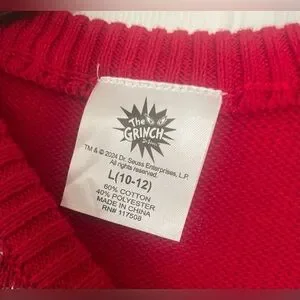 The
GRINCH
TM & © 2024 Dr. Seuss Enterprises, L.P.
All rights reserved.
L(10-12)
60% COTTON
40% POLYESTER
MADE IN CHINA
RN# 117508